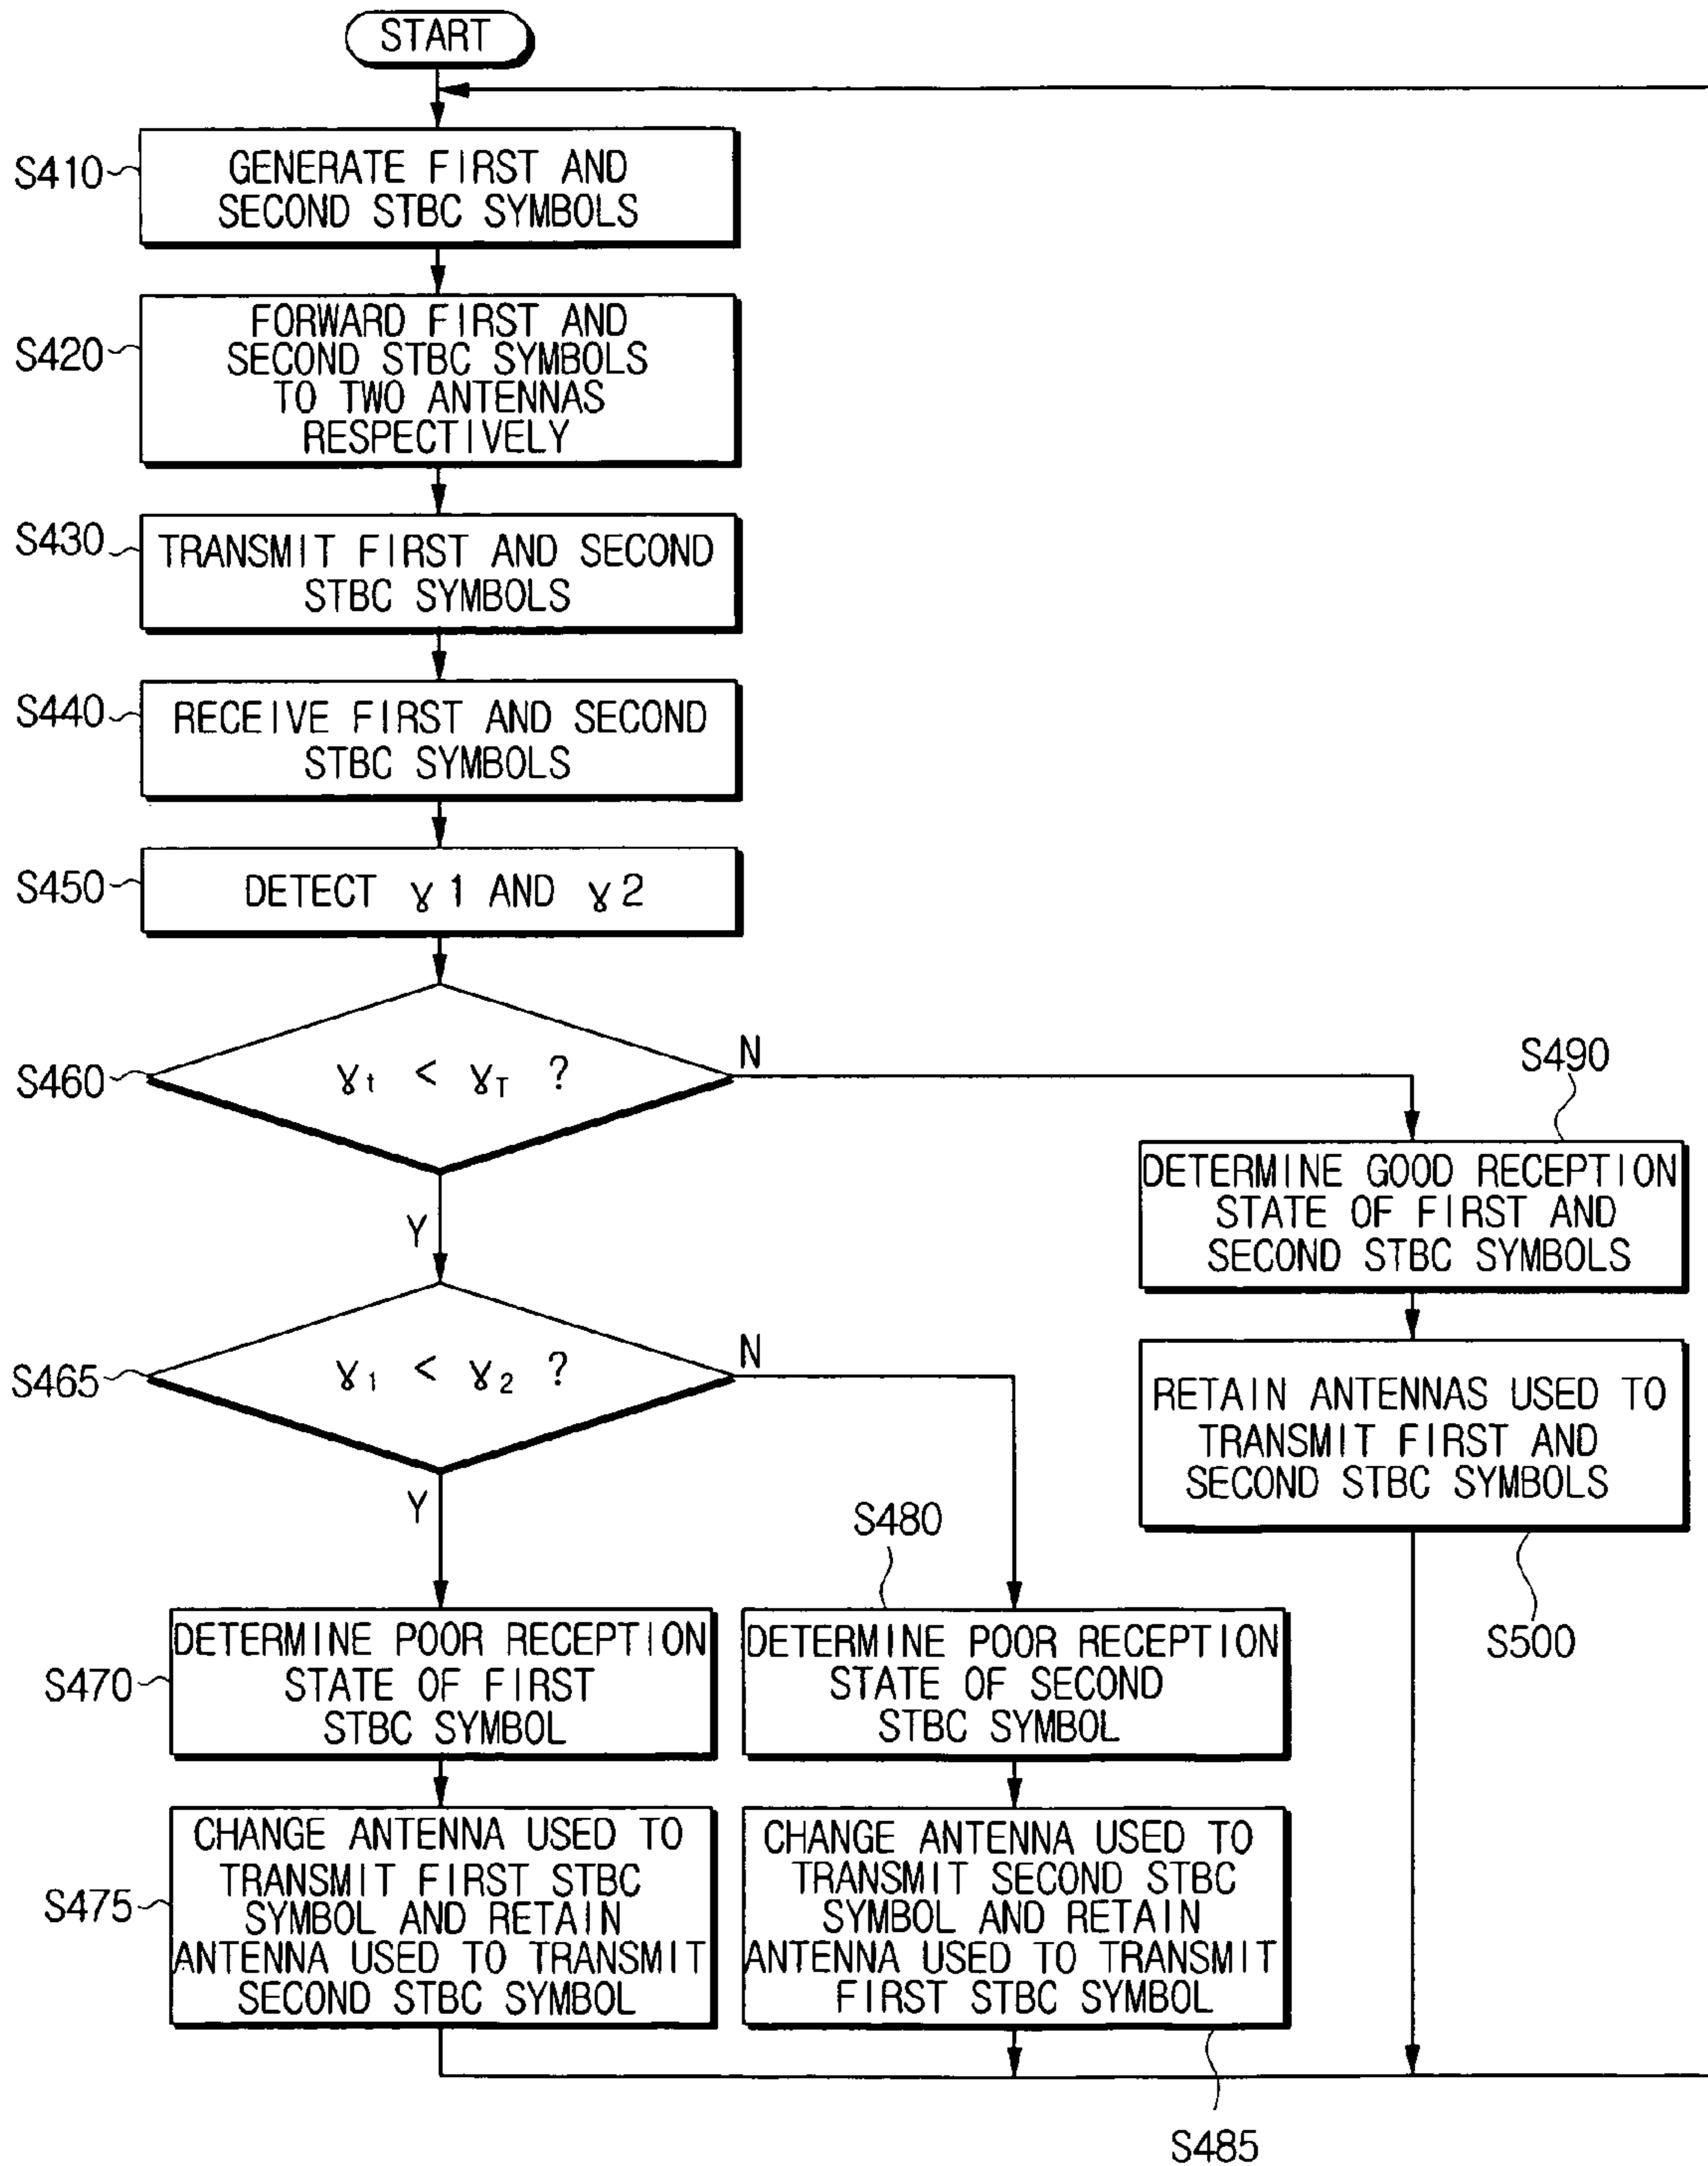 START
S410
GENERATE FIRST AND
SECOND STBC SYMBOLS
S420
FORWARD FIRST AND
SECOND STBC SYMBOLS
TO TWO ANTENNAS
RESPECTIVELY
S430
TRANSMIT FIRST AND SECOND
STBC SYMBOLS
S440
RECEIVE FIRST AND SECOND
STBC SYMBOLS
S450
DETECT γ1 AND γ2
S460
γt < γT ?
N
Y
S490
DETERMINE GOOD RECEPTION
STATE OF FIRST AND
SECOND STBC SYMBOLS
S465
γ1 < γ2 ?
N
Y
RETAIN ANTENNAS USED TO
TRANSMIT FIRST AND
SECOND STBC SYMBOLS
S500
S470
DETERMINE POOR RECEPTION
STATE OF FIRST
STBC SYMBOL
S480
DETERMINE POOR RECEPTION
STATE OF SECOND
STBC SYMBOL
S475
CHANGE ANTENNA USED TO
TRANSMIT FIRST STBC
SYMBOL AND RETAIN
ANTENNA USED TO TRANSMIT
SECOND STBC SYMBOL
CHANGE ANTENNA USED TO
TRANSMIT SECOND STBC
SYMBOL AND RETAIN
ANTENNA USED TO TRANSMIT
FIRST STBC SYMBOL
S485